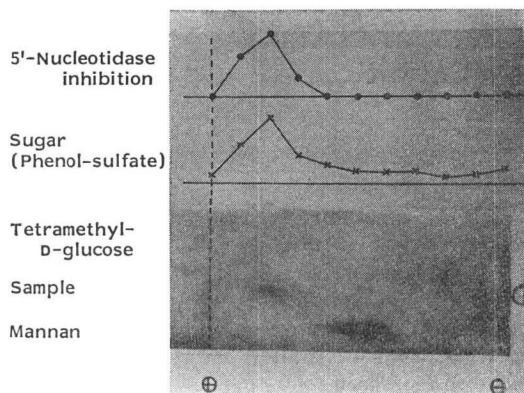 5'-Nucleotidase
inhibition
Sugar
(Phenol-sulfate)
Tetramethyl-
D-glucose
Sample
Mannan
⊕
⊖